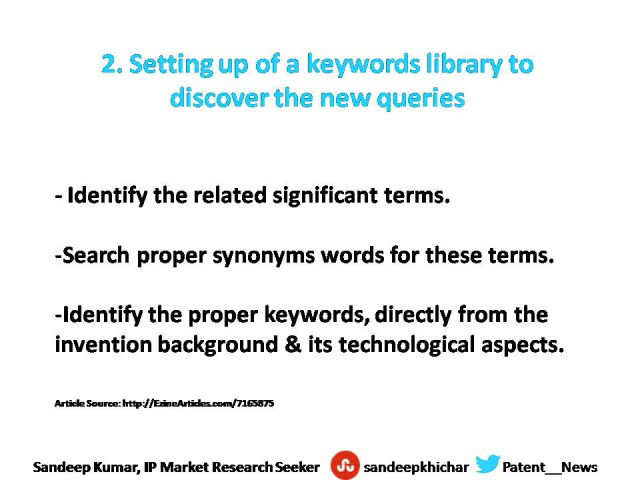 2. Setting up of a keywords library to
discover the new queries
- Identify the related significant terms.
-Search proper synonyms words for these terms.
-Identify the proper keywords, directly from the
invention background & its technological aspects.
Article Source: http://EzineArticles.com/7165875
Sandeep Kumar, IP Market Research Seeker sandeepkhichar Patent__News